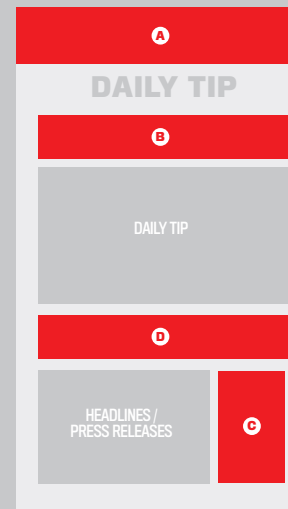 A
DAILY TIP
B
DAILY TIP
D
HEADLINES /
PRESS RELEASES
C